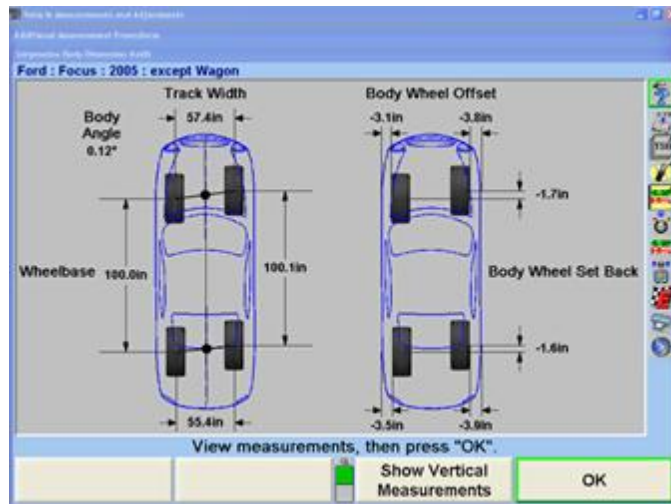 Ford : Focus : 2005 : except Wagon
Track Width
Body Wheel Offset
Body
Angle
0.12°
57.4in
-3.1in
-3.8in
-1.7in
Wheelbase
100.0in
100.1in
Body Wheel Set Back
-1.6in
55.4in
-3.5in
-3.9in
View measurements, then press "OK".
Show Vertical
Measurements
OK